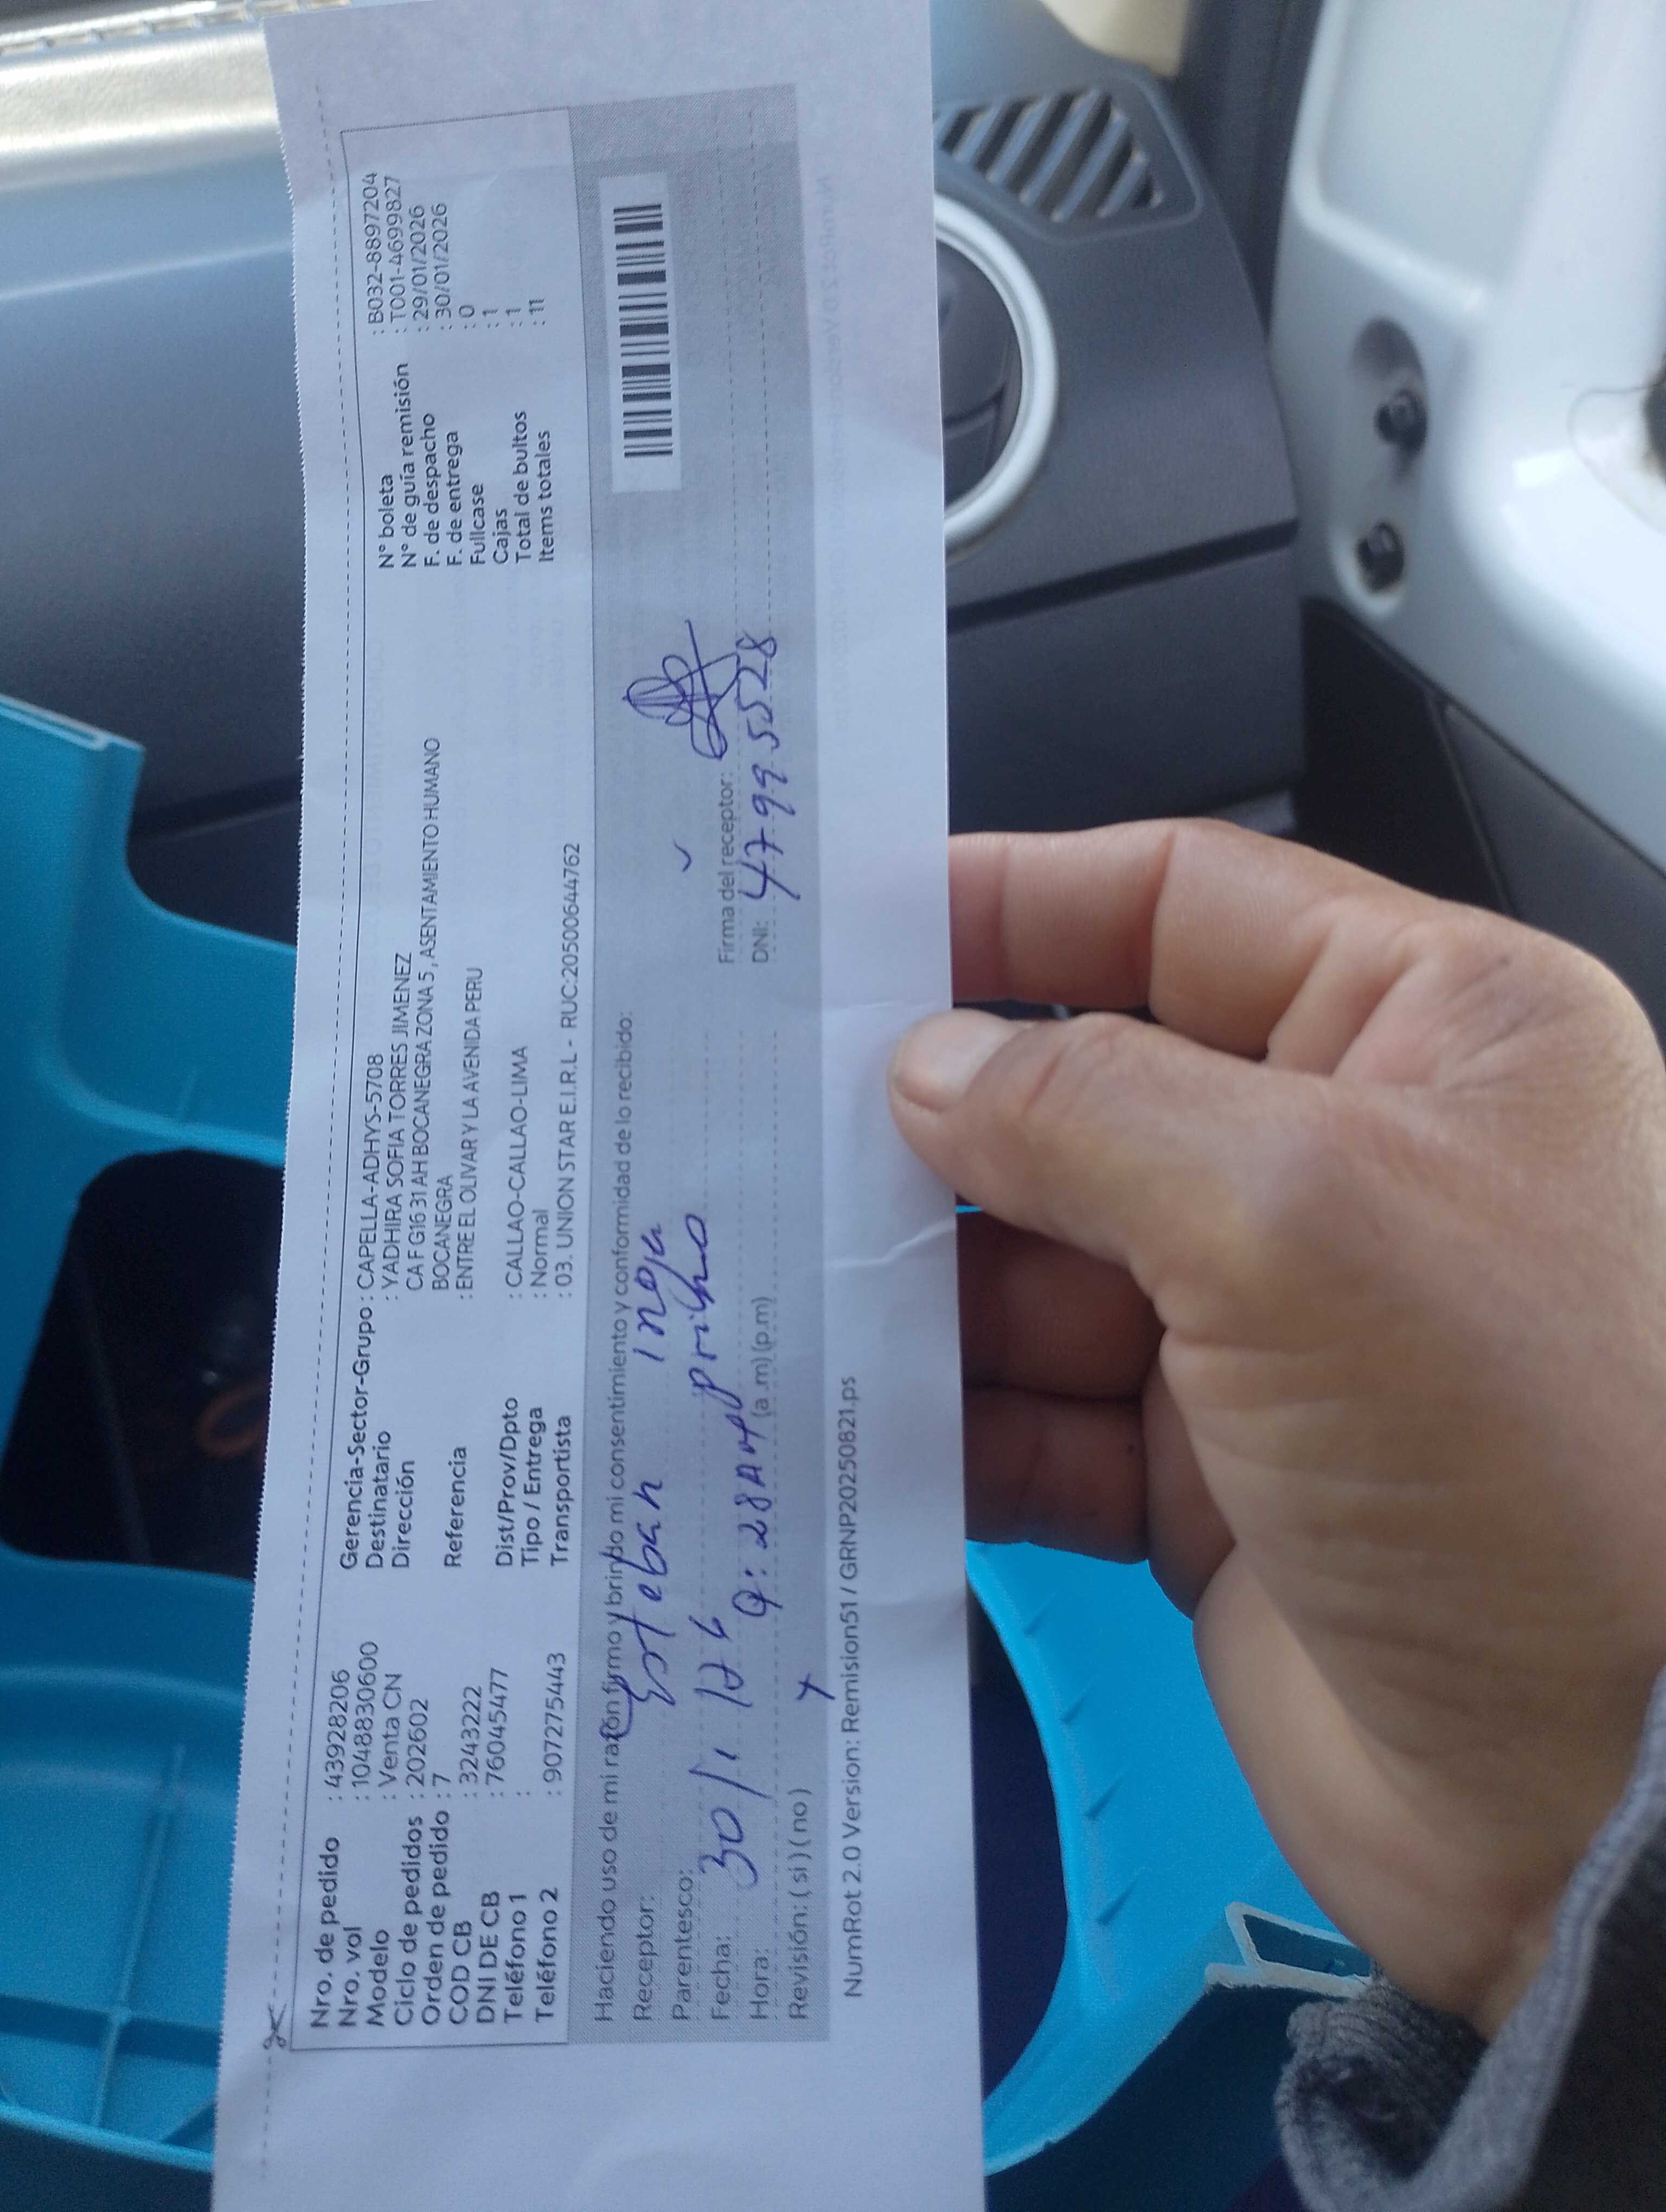 Nro. de pedido : 43928206
Nro. vol : 10488306​00
Modelo : Venta CN
Ciclo de pedidos : 202602
Orden de pedido : 7
COD CB : 3243222
DNI DE CB : 76045477
Teléfono 1 :
Teléfono 2 : 907275443
Gerencia-Sector-Grupo : CAPELLA-ADHYS-5708
Destinatario : YADHIRA SOFIA TORRES JIMENEZ
Dirección CA F G16 31 AH BOCANEGRA ZONA 5 , ASENTAMIENTO HUMANO
BOCANEGRA
Referencia : ENTRE EL OLIVAR Y LA AVENIDA PERU
Dist/Prov/Dpto : CALLAO-CALLAO-LIMA
Tipo / Entrega : Normal
Transportista : 03. UNION STAR E.I.R.L - RUC:20500644762
N° boleta : B032-8897204
N° de guía remisión : T001-4699827
F. de despacho : 29/01/2026
F. de entrega : 30/01/2026
Fullcase : 0
Cajas : 1
Total de bultos : 1
Items totales : 11
Haciendo uso de mi razón firmo y brindo mi consentimiento y conformidad de lo recibido:
Receptor: Esteban
Parentesco: primo
Fecha: 30/1/26
Hora: 9:28 AM (a.m) (p.m)
Revisión: ( si ) ( no )
Firma del receptor:
DNI: 47995528
NumRot 2.0 Version: Remision51 / GRNP20250821.ps